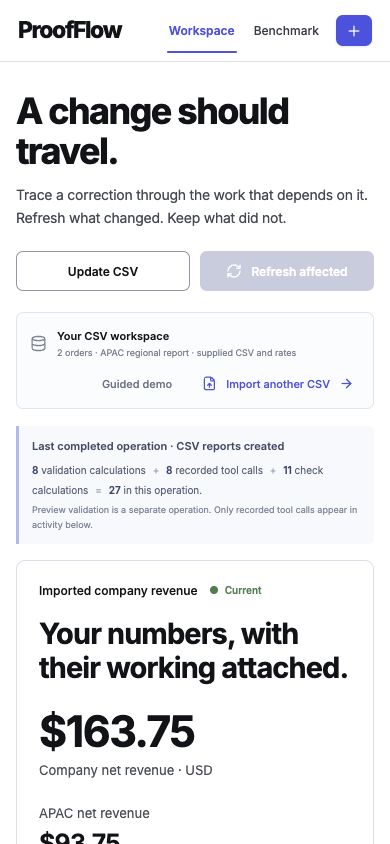 ProofFlow
Workspace
Benchmark
A change should
travel.
Trace a correction through the work that depends on it.
Refresh what changed. Keep what did not.
Update CSV
Refresh affected
Your CSV workspace
2 orders · APAC regional report · supplied CSV and rates
Guided demo
Import another CSV
Last completed operation · CSV reports created
8 validation calculations + 8 recorded tool calls + 11 check
calculations = 27 in this operation.
Preview validation is a separate operation. Only recorded tool calls appear in
activity below.
Imported company revenue
Current
Your numbers, with
their working attached.
$163.75
Company net revenue · USD
APAC net revenue
$93.75